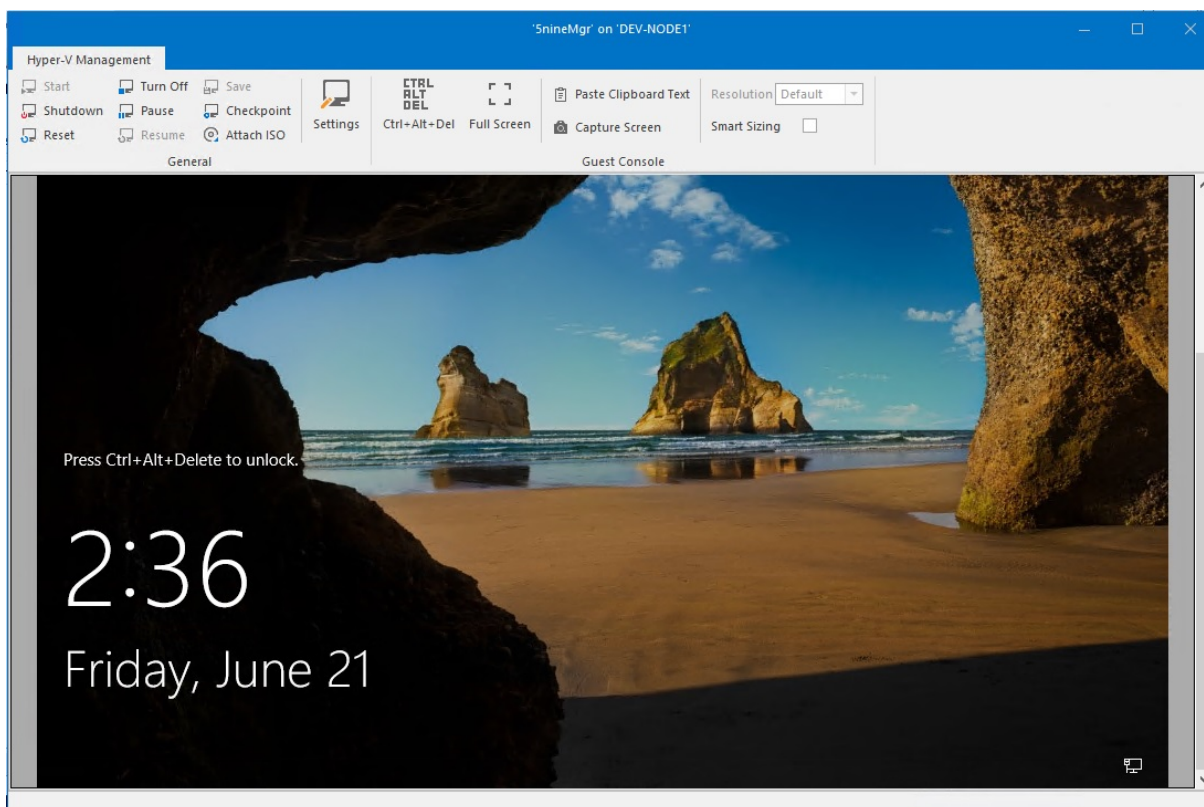 '5nineMgr' on 'DEV-NODE1'
Hyper-V Management
Start
Turn Off
Save
Shutdown
Pause
Checkpoint
Reset
Resume
Attach ISO
General
Settings
CTRL
ALT
DEL
Ctrl+Alt+Del
Full Screen
Paste Clipboard Text
Capture Screen
Resolution Default
Smart Sizing
Guest Console
Press Ctrl+Alt+Delete to unlock.
2:36
Friday, June 21